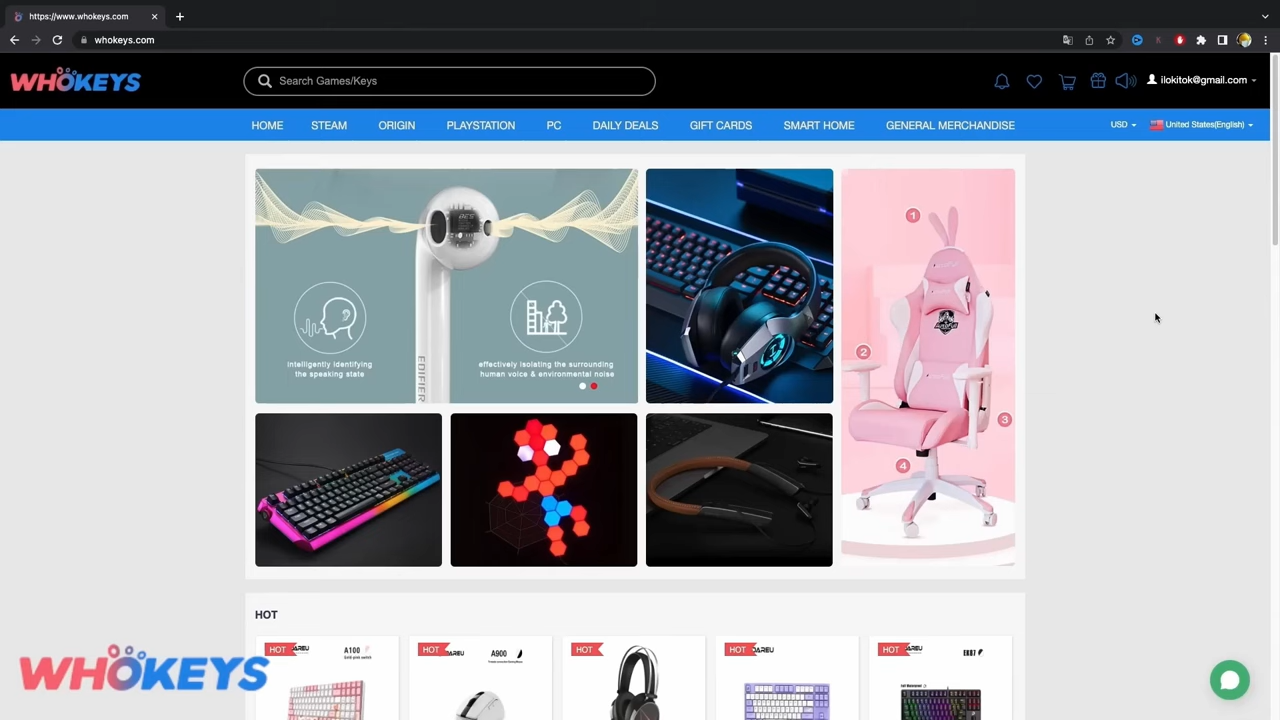 https://www.whokeys.com
whokeys.com
WHOKEYS
Search Games/Keys
ilokitok@gmail.com
HOME STEAM ORIGIN PLAYSTATION PC DAILY DEALS GIFT CARDS SMART HOME GENERAL MERCHANDISE
USD United States(English)
intelligently identifying
the speaking state
effectively isolating the surrounding
human voice & environmental noise
EDIFIER
1
2
3
4
HOT
HOT AREU A100
HOT AREU A900
HOT
HOT DAREU
HOT AREU EK87
WHOKEYS